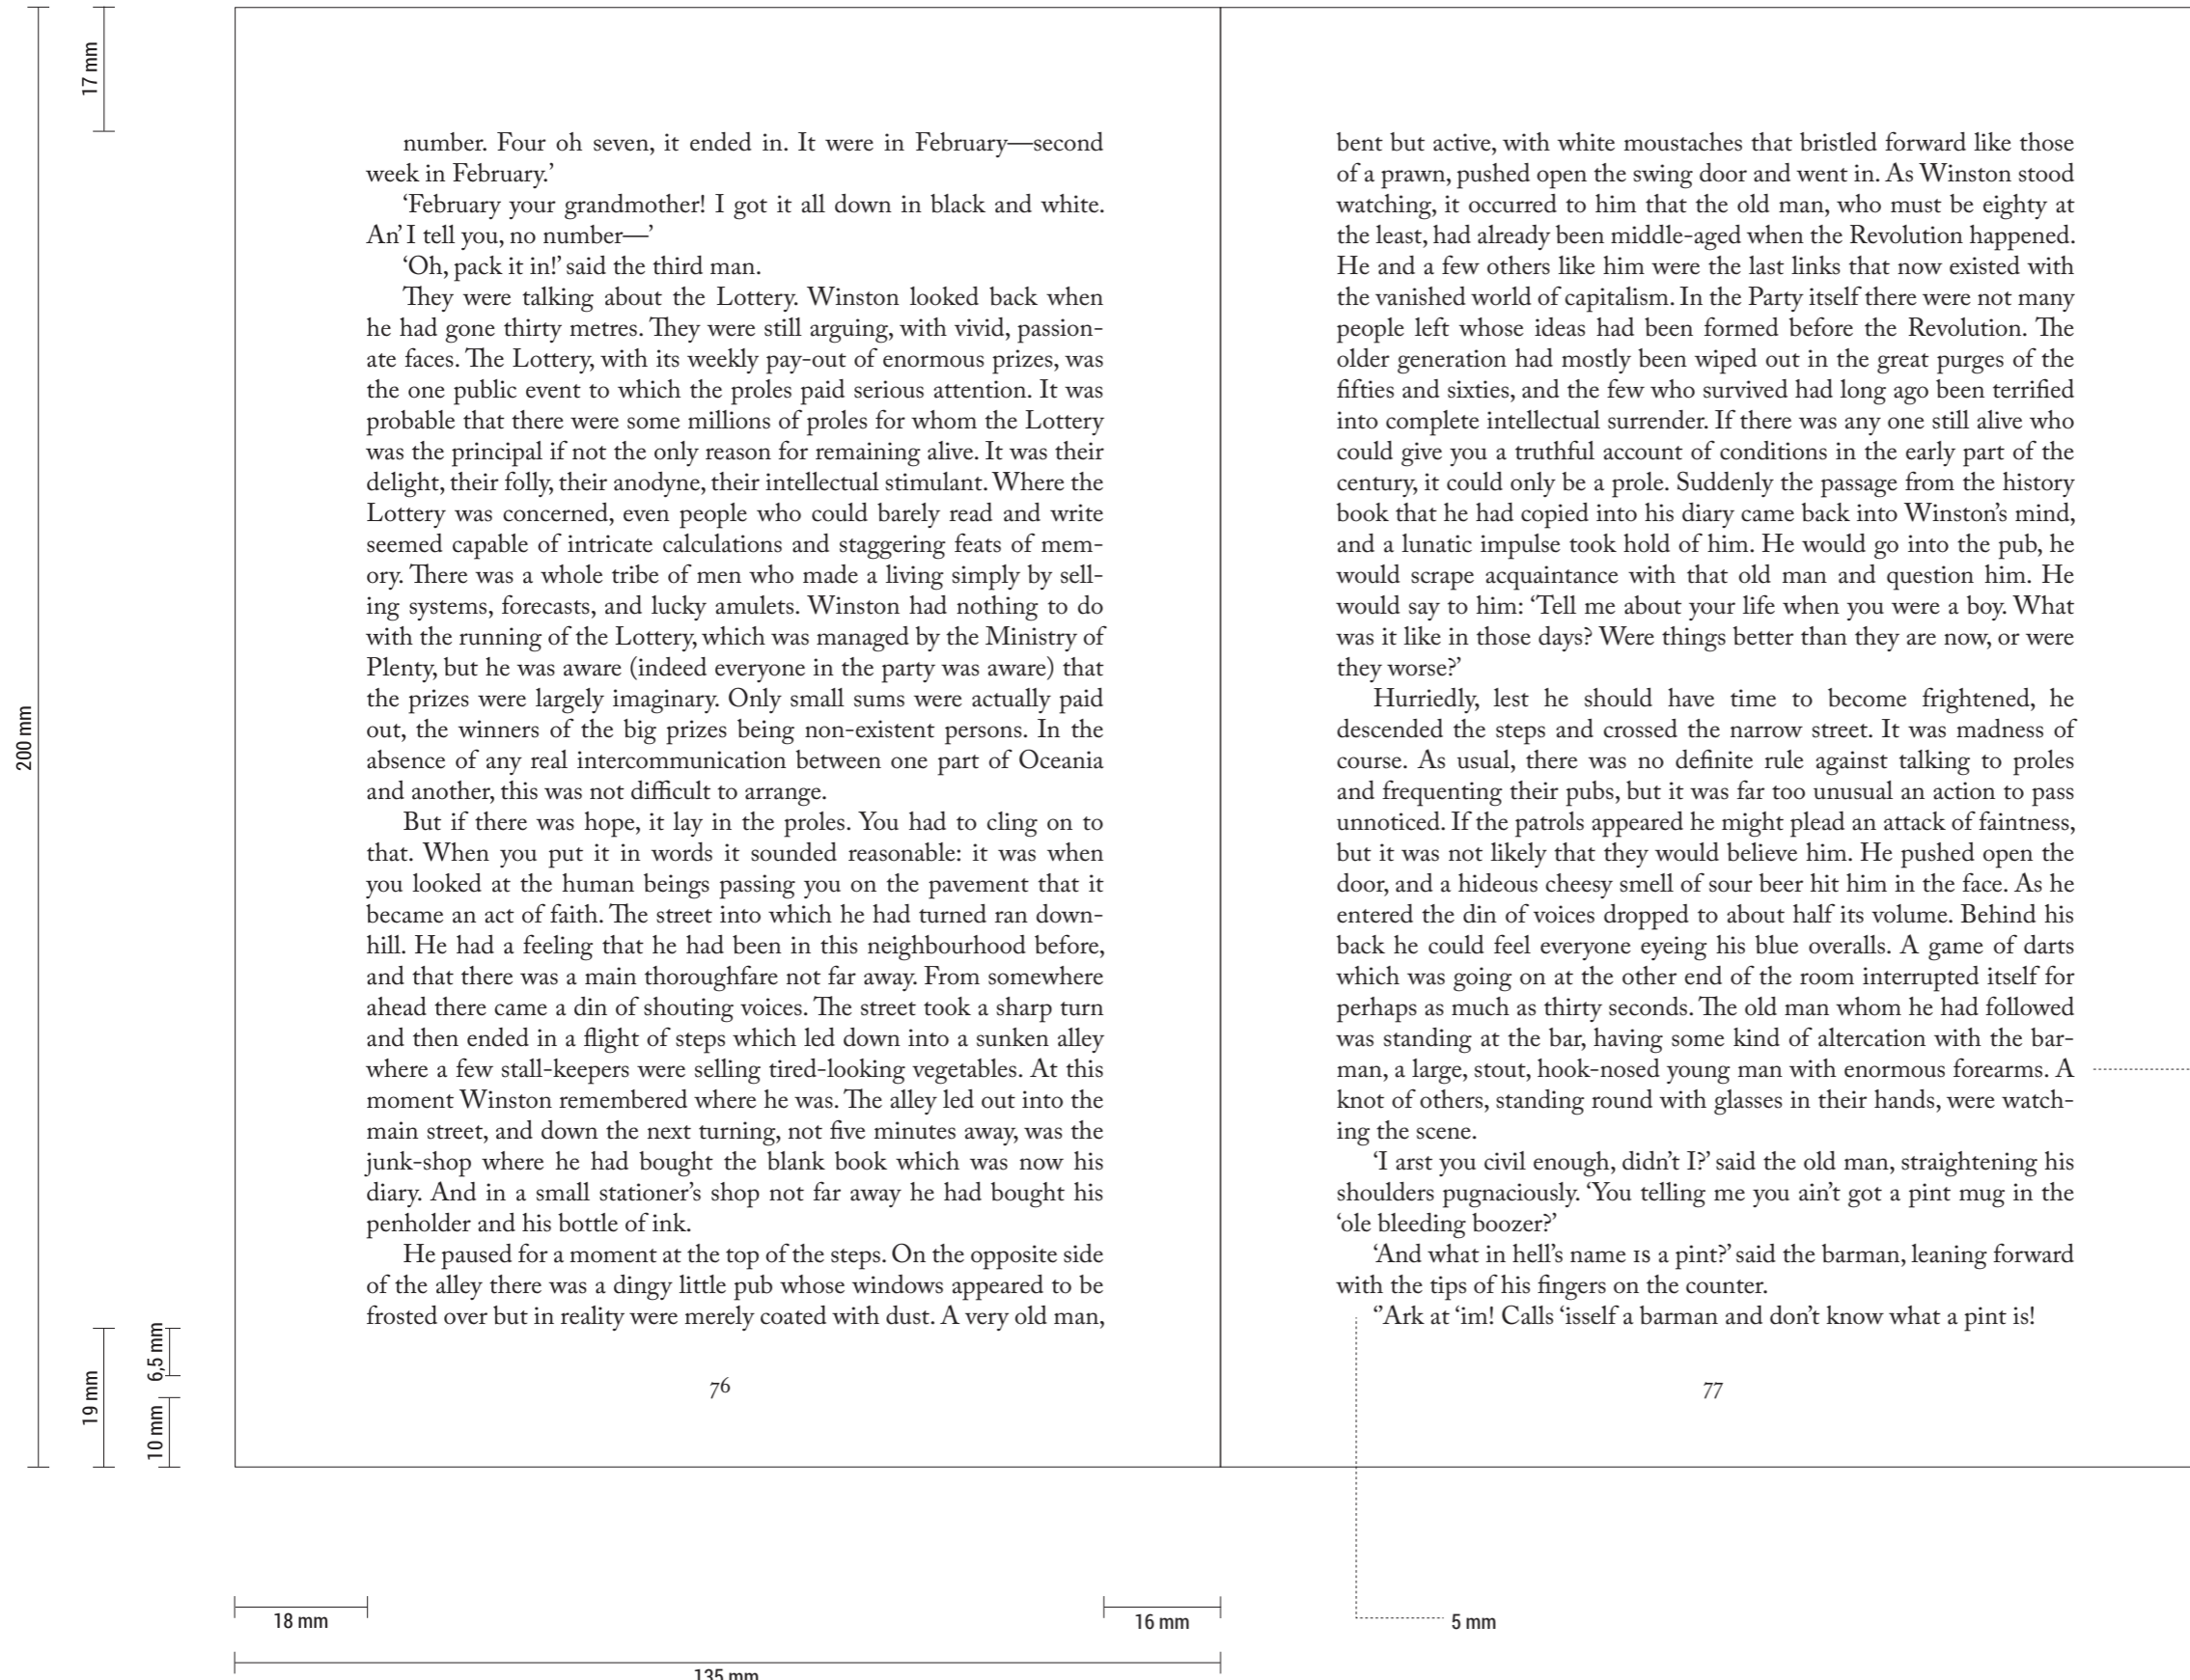 17 mm
200 mm
19 mm
6,5 mm
10 mm
number. Four oh seven, it ended in. It were in February—second
week in February.’
‘February your grandmother! I got it all down in black and white.
An’ I tell you, no number—’
‘Oh, pack it in!’ said the third man.
They were talking about the Lottery. Winston looked back when
he had gone thirty metres. They were still arguing, with vivid, passion-
ate faces. The Lottery, with its weekly pay-out of enormous prizes, was
the one public event to which the proles paid serious attention. It was
probable that there were some millions of proles for whom the Lottery
was the principal if not the only reason for remaining alive. It was their
delight, their folly, their anodyne, their intellectual stimulant. Where the
Lottery was concerned, even people who could barely read and write
seemed capable of intricate calculations and staggering feats of mem-
ory. There was a whole tribe of men who made a living simply by sell-
ing systems, forecasts, and lucky amulets. Winston had nothing to do
with the running of the Lottery, which was managed by the Ministry of
Plenty, but he was aware (indeed everyone in the party was aware) that
the prizes were largely imaginary. Only small sums were actually paid
out, the winners of the big prizes being non-existent persons. In the
absence of any real intercommunication between one part of Oceania
and another, this was not difficult to arrange.
But if there was hope, it lay in the proles. You had to cling on to
that. When you put it in words it sounded reasonable: it was when
you looked at the human beings passing you on the pavement that it
became an act of faith. The street into which he had turned ran down-
hill. He had a feeling that he had been in this neighbourhood before,
and that there was a main thoroughfare not far away. From somewhere
ahead there came a din of shouting voices. The street took a sharp turn
and then ended in a flight of steps which led down into a sunken alley
where a few stall-keepers were selling tired-looking vegetables. At this
moment Winston remembered where he was. The alley led out into the
main street, and down the next turning, not five minutes away, was the
junk-shop where he had bought the blank book which was now his
diary. And in a small stationer’s shop not far away he had bought his
penholder and his bottle of ink.
He paused for a moment at the top of the steps. On the opposite side
of the alley there was a dingy little pub whose windows appeared to be
frosted over but in reality were merely coated with dust. A very old man,
76
bent but active, with white moustaches that bristled forward like those
of a prawn, pushed open the swing door and went in. As Winston stood
watching, it occurred to him that the old man, who must be eighty at
the least, had already been middle-aged when the Revolution happened.
He and a few others like him were the last links that now existed with
the vanished world of capitalism. In the Party itself there were not many
people left whose ideas had been formed before the Revolution. The
older generation had mostly been wiped out in the great purges of the
fifties and sixties, and the few who survived had long ago been terrified
into complete intellectual surrender. If there was any one still alive who
could give you a truthful account of conditions in the early part of the
century, it could only be a prole. Suddenly the passage from the history
book that he had copied into his diary came back into Winston’s mind,
and a lunatic impulse took hold of him. He would go into the pub, he
would scrape acquaintance with that old man and question him. He
would say to him: ‘Tell me about your life when you were a boy. What
was it like in those days? Were things better than they are now, or were
they worse?’
Hurriedly, lest he should have time to become frightened, he
descended the steps and crossed the narrow street. It was madness of
course. As usual, there was no definite rule against talking to proles
and frequenting their pubs, but it was far too unusual an action to pass
unnoticed. If the patrols appeared he might plead an attack of faintness,
but it was not likely that they would believe him. He pushed open the
door, and a hideous cheesy smell of sour beer hit him in the face. As he
entered the din of voices dropped to about half its volume. Behind his
back he could feel everyone eyeing his blue overalls. A game of darts
which was going on at the other end of the room interrupted itself for
perhaps as much as thirty seconds. The old man whom he had followed
was standing at the bar, having some kind of altercation with the bar-
man, a large, stout, hook-nosed young man with enormous forearms. A
knot of others, standing round with glasses in their hands, were watch-
ing the scene.
‘I arst you civil enough, didn’t I?’ said the old man, straightening his
shoulders pugnaciously. ‘You telling me you ain’t got a pint mug in the
‘ole bleeding boozer?’
‘And what in hell’s name IS a pint?’ said the barman, leaning forward
with the tips of his fingers on the counter.
‘’Ark at ‘im! Calls ‘isself a barman and don’t know what a pint is!
77
18 mm
16 mm
5 mm
135 mm